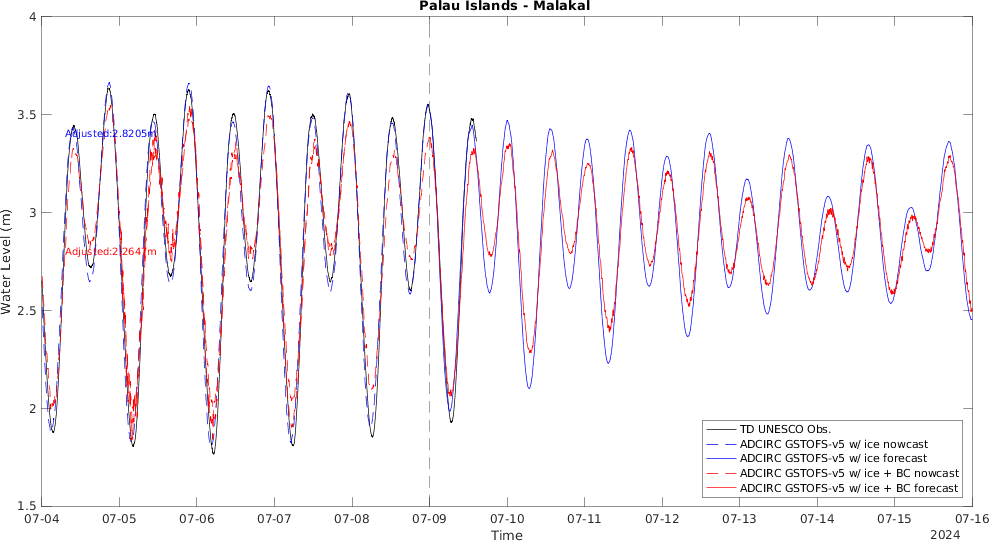 Palau Islands - Malakal
4
3.5
3
2.5
2
1.5
Water Level (m)
Adjusted:2.8205m
Adjusted:2.2647m
TD UNESCO Obs.
ADCIRC GSTOFS-v5 w/ ice nowcast
ADCIRC GSTOFS-v5 w/ ice forecast
ADCIRC GSTOFS-v5 w/ ice + BC nowcast
ADCIRC GSTOFS-v5 w/ ice + BC forecast
07-04 07-05 07-06 07-07 07-08 07-09 07-10 07-11 07-12 07-13 07-14 07-15 07-16
Time
2024